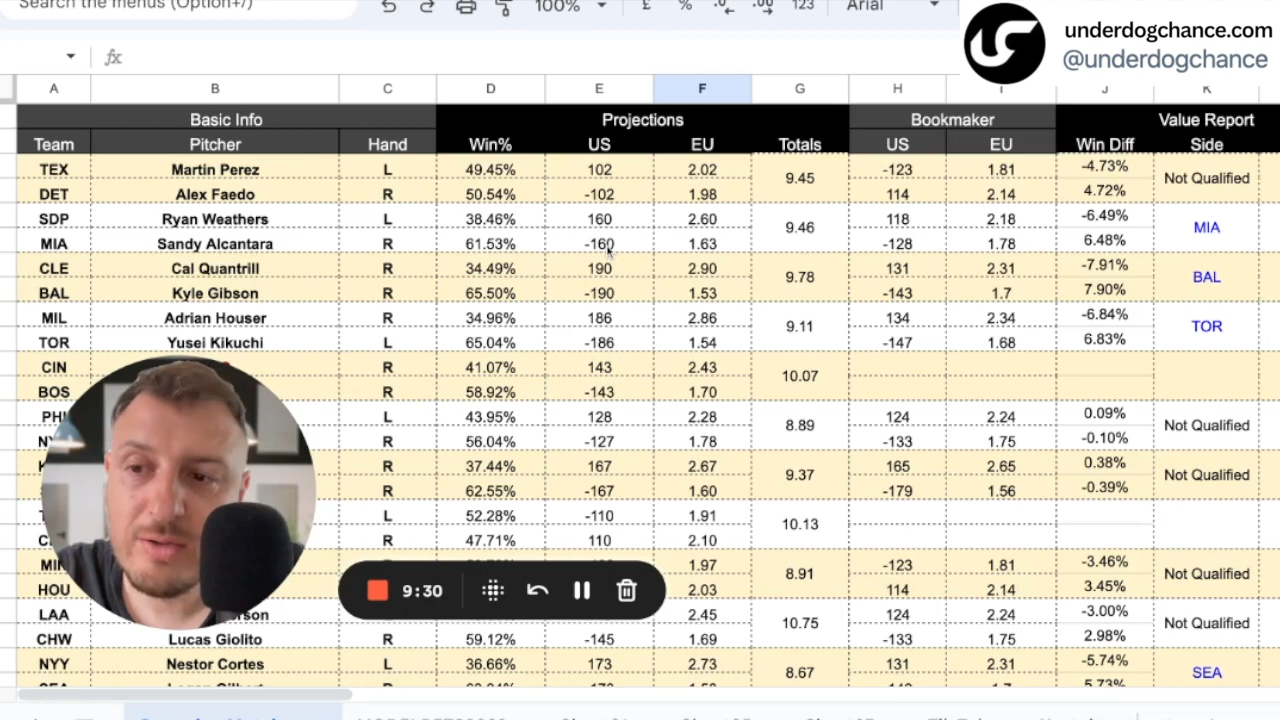 Search the menus (Option+/)
100%
£ % .0 .00 123 Arial
underdogchance.com
@underdogchance
fx
A B C D E F G H I J K
Basic Info Projections Bookmaker Value Report
Team Pitcher Hand Win% US EU Totals US EU Win Diff Side
TEX Martin Perez L 49.45% 102 2.02 9.45 -123 1.81 -4.73% Not Qualified
DET Alex Faedo R 50.54% -102 1.98 114 2.14 4.72%
SDP Ryan Weathers L 38.46% 160 2.60 9.46 118 2.18 -6.49% MIA
MIA Sandy Alcantara R 61.53% -160 1.63 -128 1.78 6.48%
CLE Cal Quantrill R 34.49% 190 2.90 9.78 131 2.31 -7.91% BAL
BAL Kyle Gibson R 65.50% -190 1.53 -143 1.7 7.90%
MIL Adrian Houser R 34.96% 186 2.86 9.11 134 2.34 -6.84% TOR
TOR Yusei Kikuchi L 65.04% -186 1.54 -147 1.68 6.83%
CIN R 41.07% 143 2.43 10.07
BOS R 58.92% -143 1.70
PHI L 43.95% 128 2.28 8.89 124 2.24 0.09% Not Qualified
R 56.04% -127 1.78 -133 1.75 -0.10%
R 37.44% 167 2.67 9.37 165 2.65 0.38% Not Qualified
R 62.55% -167 1.60 -179 1.56 -0.39%
L 52.28% -110 1.91 10.13
R 47.71% 110 2.10
MIN 1.97 8.91 -123 1.81 -3.46% Not Qualified
HOU 2.03 114 2.14 3.45%
9:30
LAA 2.45 10.75 124 2.24 -3.00% Not Qualified
CHW Lucas Giolito R 59.12% -145 1.69 -133 1.75 2.98%
NYY Nestor Cortes L 36.66% 173 2.73 8.67 131 2.31 -5.74% SEA
5.73%